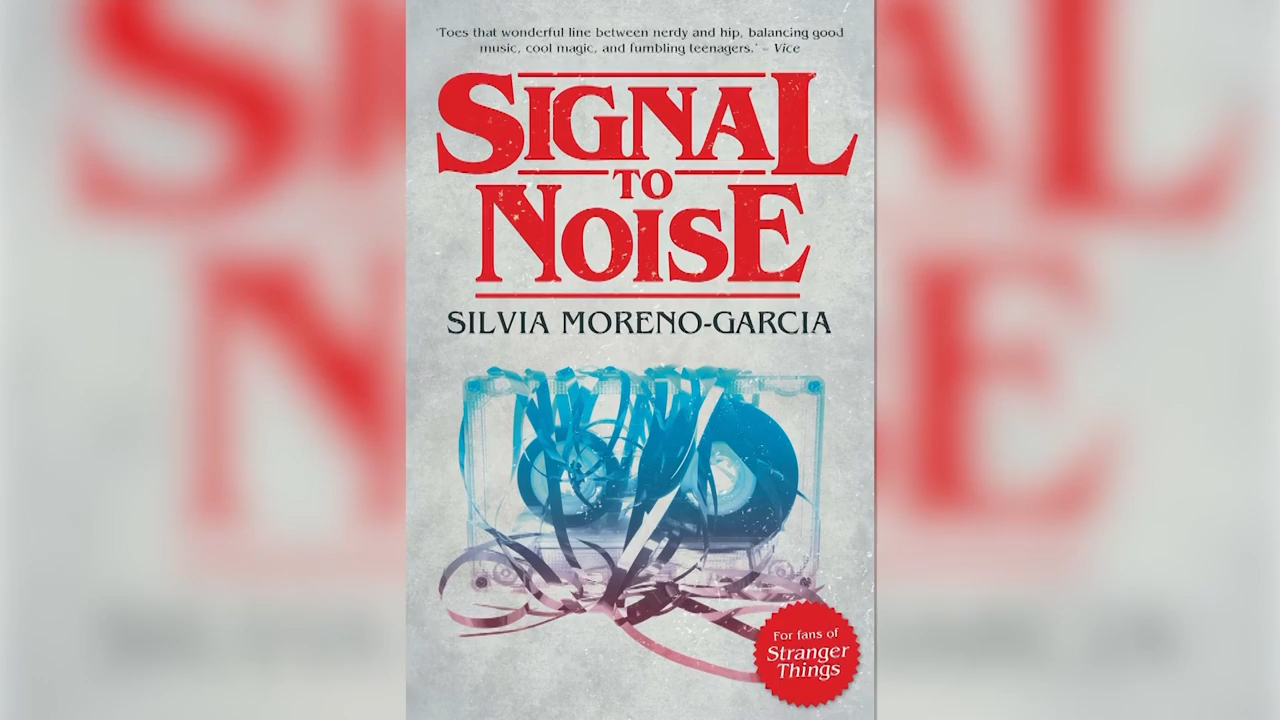 'Toes that wonderful line between nerdy and hip, balancing good
music, cool magic, and fumbling teenagers.' – Vice
SIGNAL
TO
NOISE
SILVIA MORENO-GARCIA
For fans of
Stranger
Things